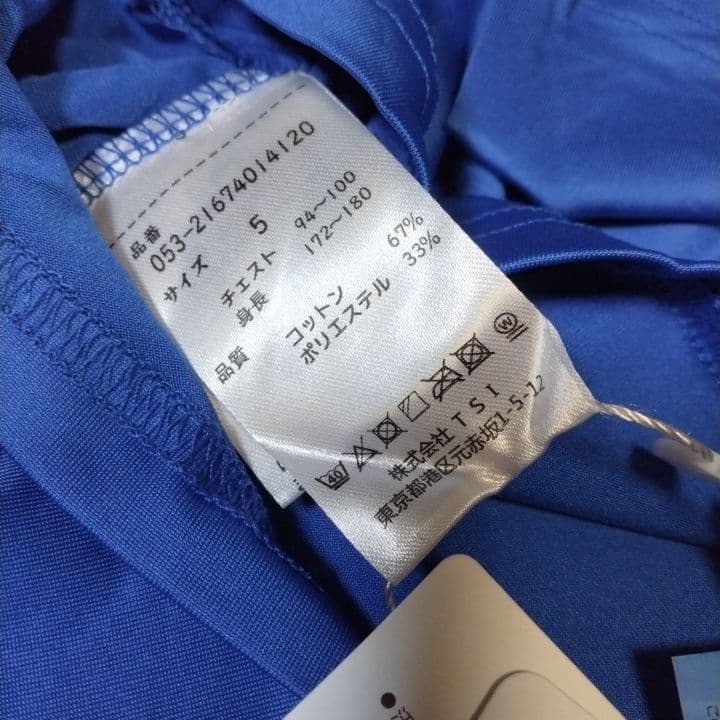 品番
053-21674014120
サイズ 5
チェスト 94～100
身長 172～180
品質 コットン 67%
ポリエステル 33%
40
W
株式会社TSI
東京都港区元赤坂1-5-12